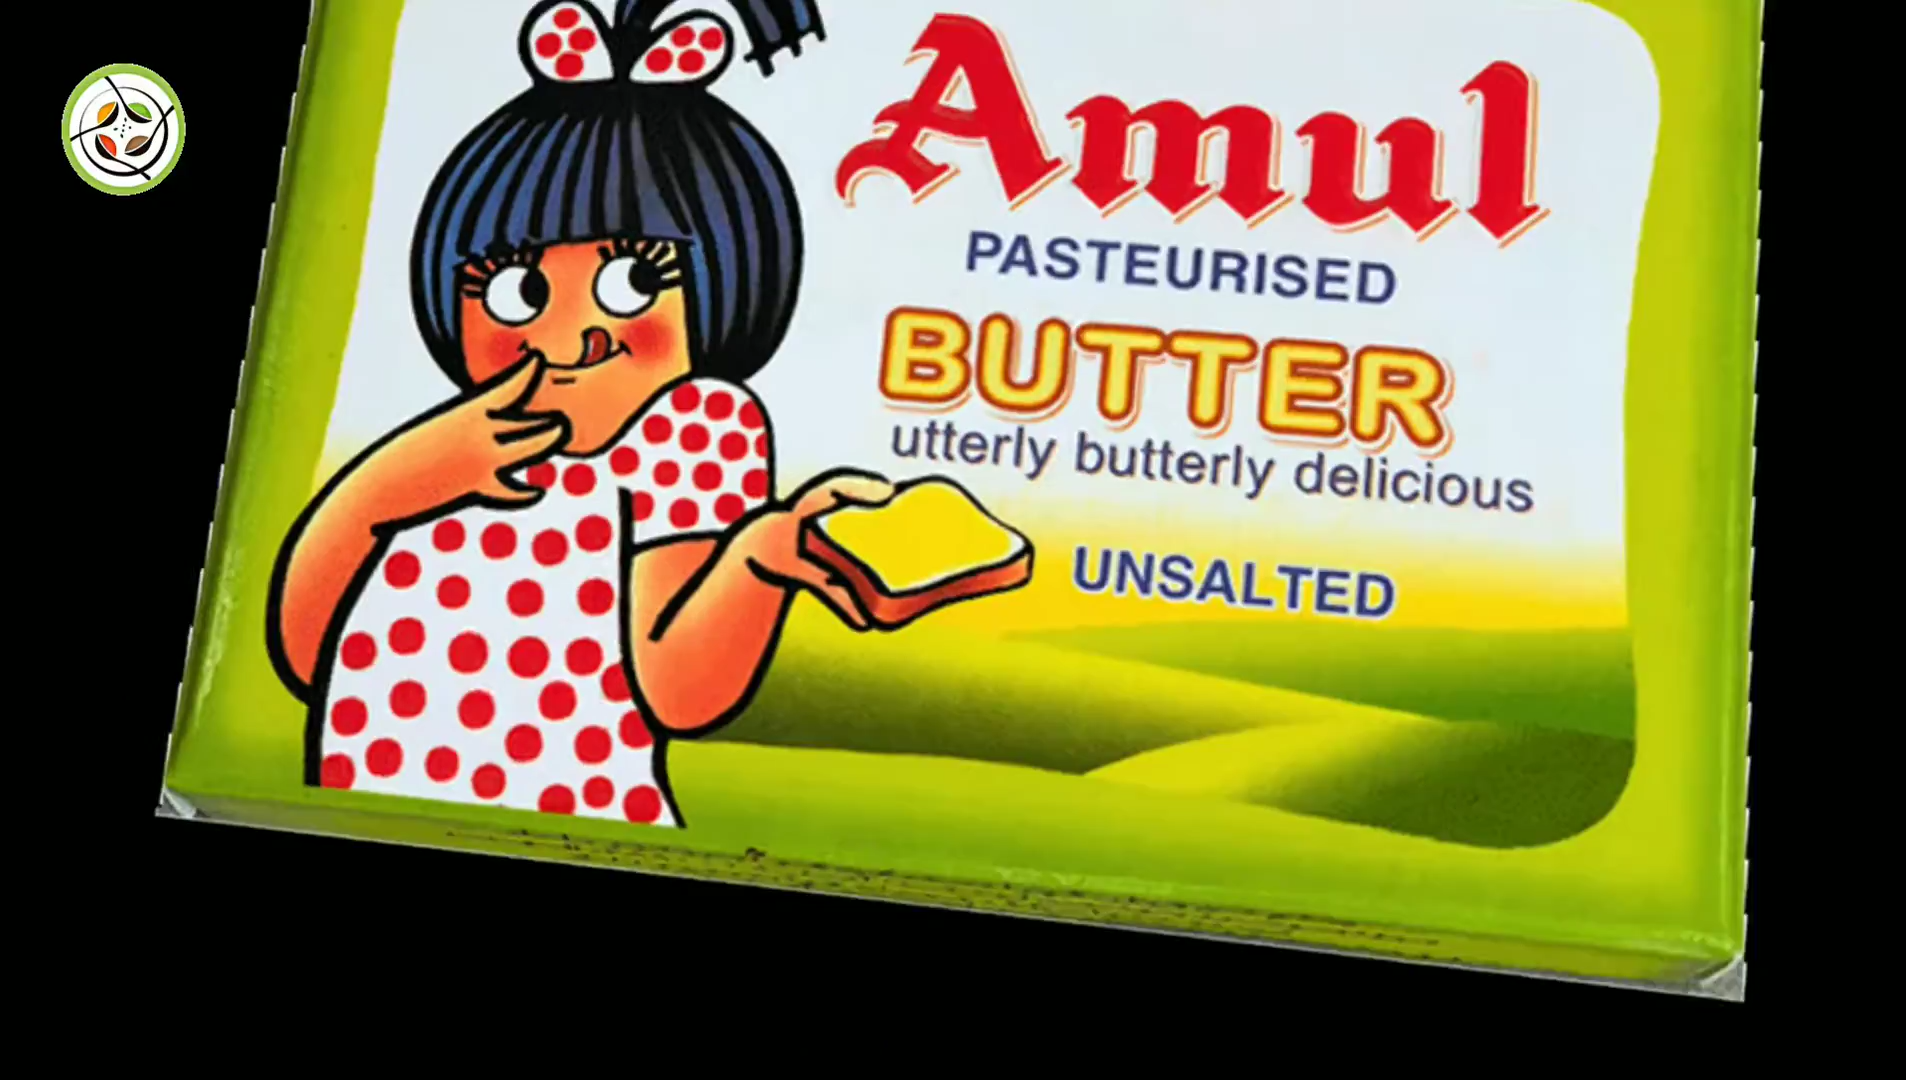 Amul
PASTEURISED
BUTTER
utterly butterly delicious
UNSALTED